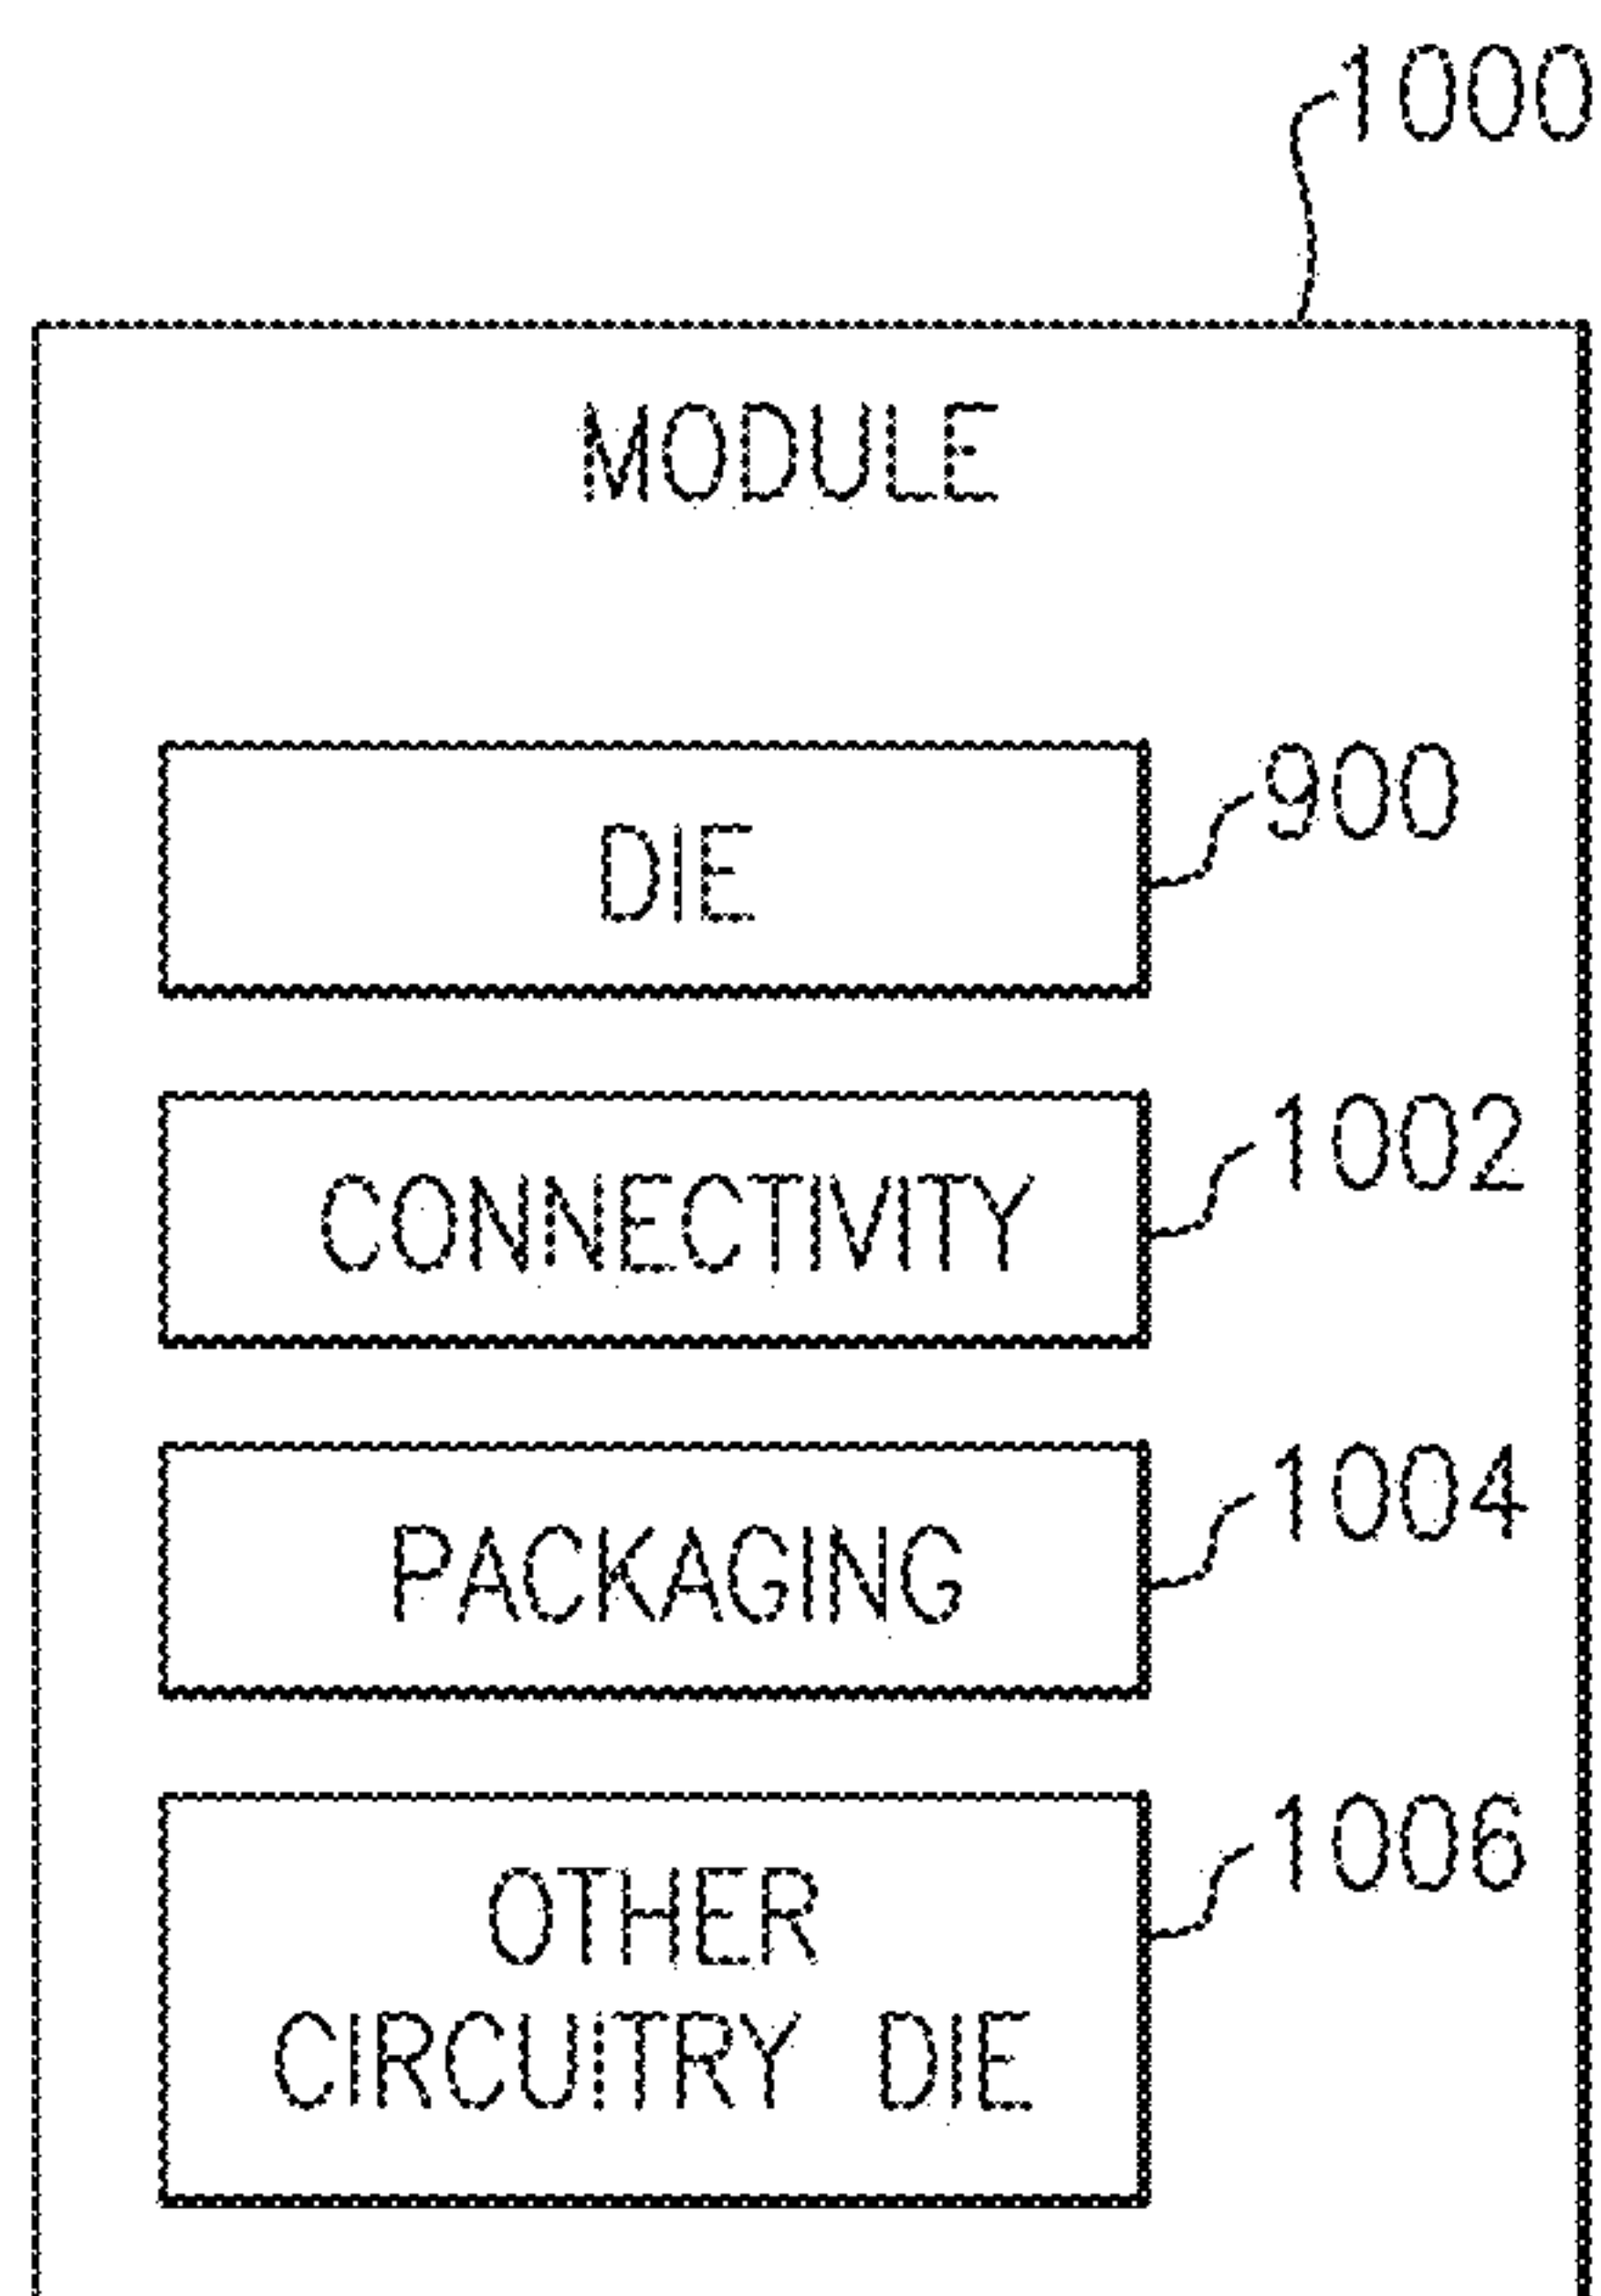 1000
MODULE
900
DIE
1002
CONNECTIVITY
1004
PACKAGING
1006
OTHER
CIRCUITRY DIE